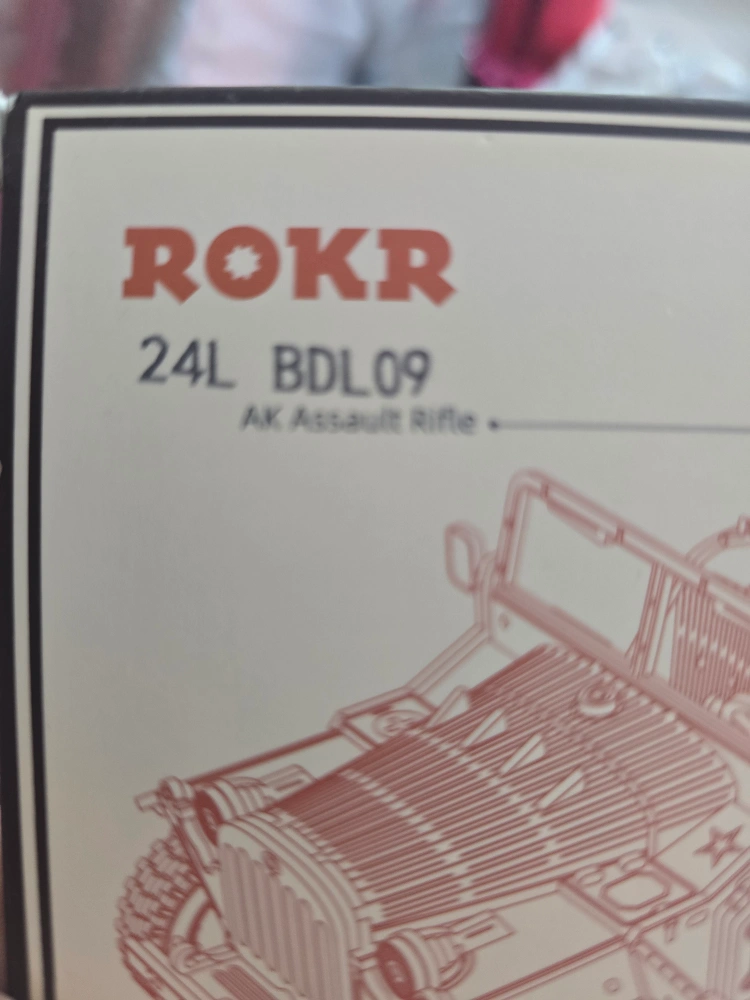 ROKR
24L BDL09
AK Assault Rifle